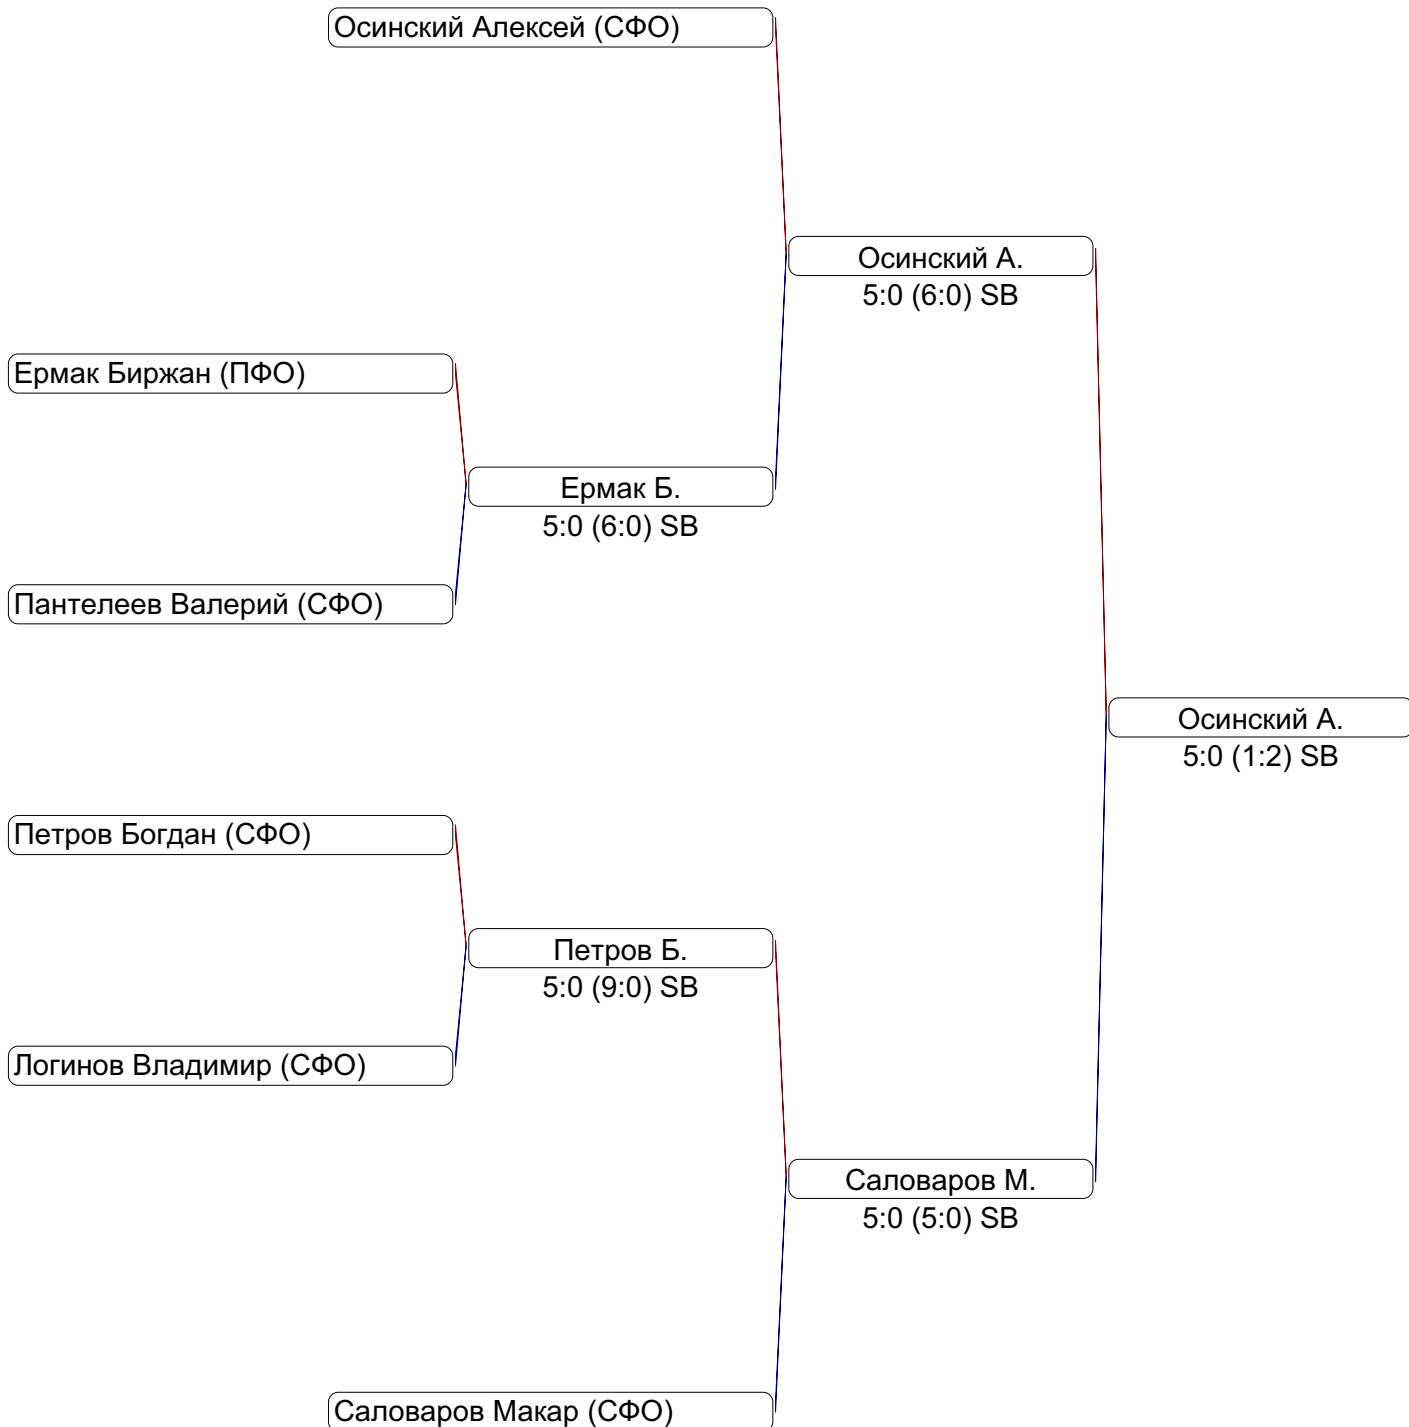 Осинский Алексей (СФО)
Осинский А.
5:0 (6:0) SB
Ермак Биржан (ПФО)
Ермак Б.
5:0 (6:0) SB
Пантелеев Валерий (СФО)
Осинский А.
5:0 (1:2) SB
Петров Богдан (СФО)
Петров Б.
5:0 (9:0) SB
Логинов Владимир (СФО)
Саловаров М.
5:0 (5:0) SB
Саловаров Макар (СФО)